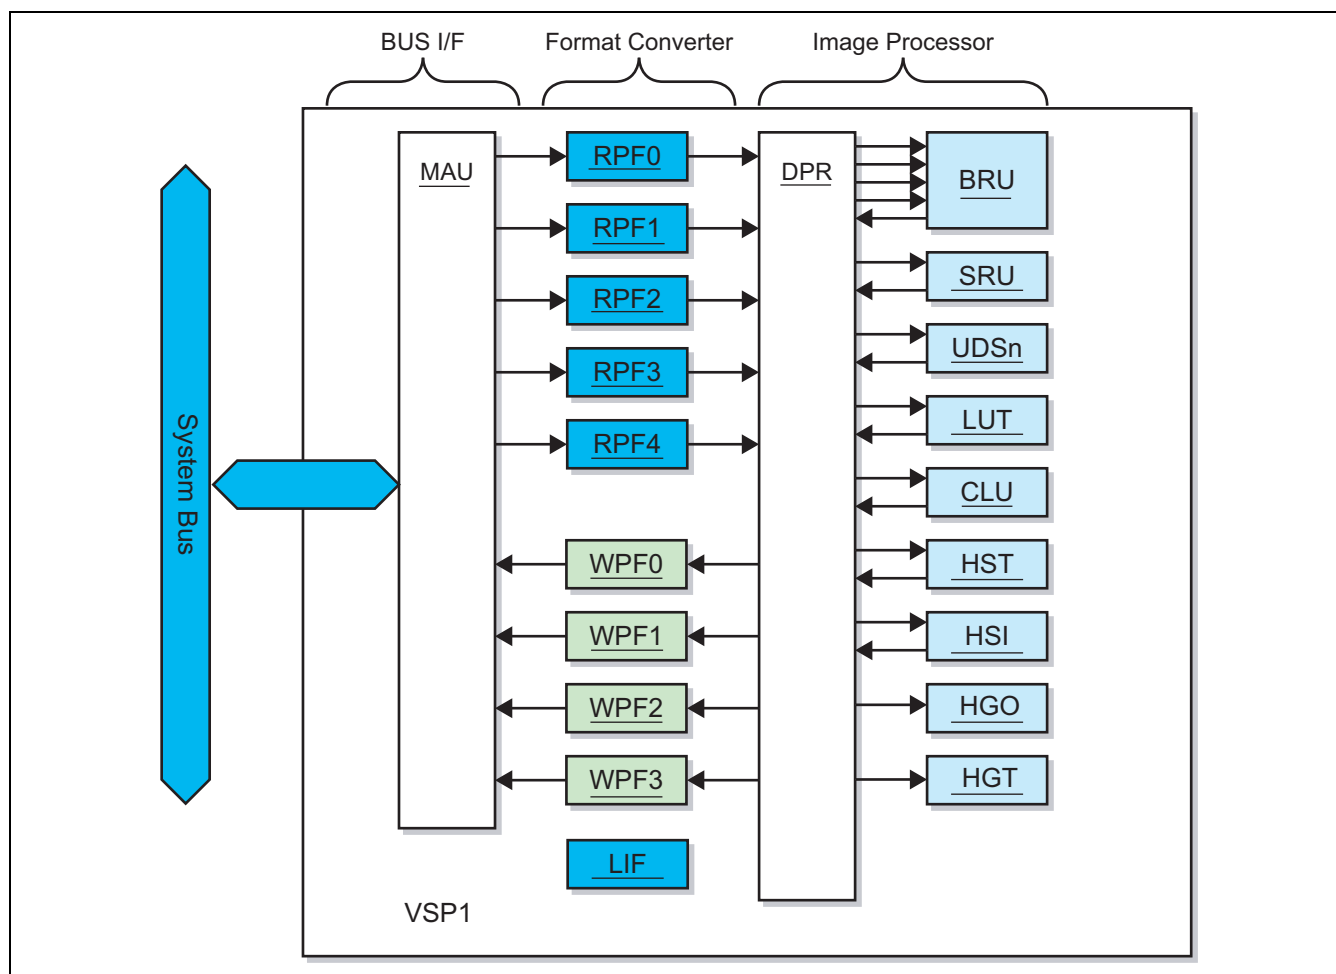 BUS I/F
Format Converter
Image Processor
MAU
RPF0
RPF1
RPF2
RPF3
RPF4
WPF0
WPF1
WPF2
WPF3
LIF
DPR
BRU
SRU
UDSn
LUT
CLU
HST
HSI
HGO
HGT
System Bus
VSP1